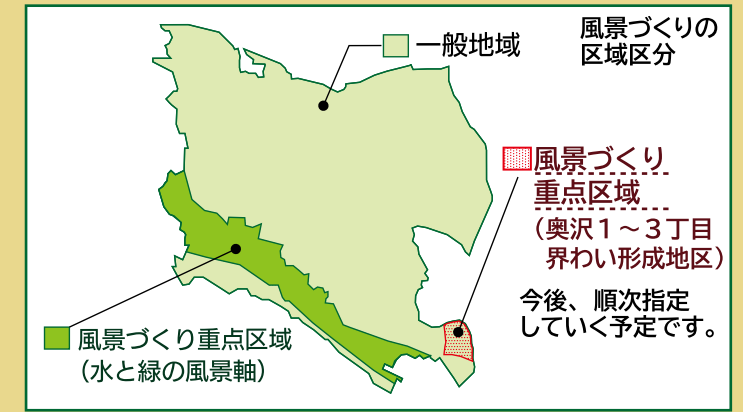 風景づくりの
区域区分
一般地域
風景づくり
重点区域
（奥沢１～３丁目
界わい形成地区）
今後、順次指定
していく予定です。
風景づくり重点区域
（水と緑の風景軸）